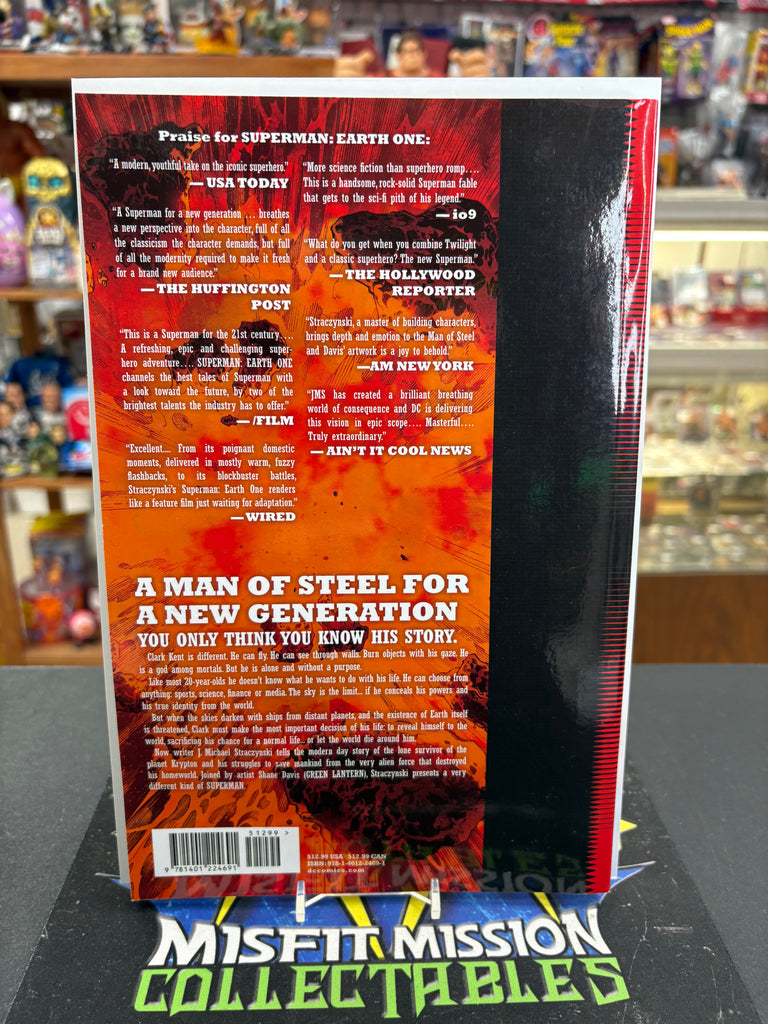 Praise for SUPERMAN: EARTH ONE:
"A modern, youthful take on the iconic superhero."
— USA TODAY
"A Superman for a new generation ... breathes
a new perspective into the character, full of all
the classicism the character demands, but full
of all the modernity required to make it fresh
for a brand new audience."
— THE HUFFINGTON
POST
"This is a Superman for the 21st century....
A refreshing, epic and challenging super-
hero adventure.... SUPERMAN: EARTH ONE
channels the best tales of Superman with
a look toward the future, by two of the
brightest talents the industry has to offer."
— /FILM
"Excellent.... From its poignant domestic
moments, delivered in mostly warm, fuzzy
flashbacks, to its blockbuster battles,
Straczynski's Superman: Earth One renders
like a feature film just waiting for adaptation."
— WIRED
"More science fiction than superhero romp....
This is a handsome, rock-solid Superman fable
that gets to the sci-fi pith of his legend."
— io9
"What do you get when you combine Twilight
and a classic superhero? The new Superman."
— THE HOLLYWOOD
REPORTER
"Straczynski, a master of building characters,
brings depth and emotion to the Man of Steel
and Davis' artwork is a joy to behold."
— AM NEW YORK
"JMS has created a brilliant breathing
world of consequence and DC is delivering
this vision in epic scope.... Masterful....
Truly extraordinary."
— AIN'T IT COOL NEWS
A MAN OF STEEL FOR
A NEW GENERATION
YOU ONLY THINK YOU KNOW HIS STORY.
Clark Kent is different. He can fly. He can see through walls. Burn objects with his gaze. He
is a god among mortals. But he is alone and without a purpose.
Like most 20-year-olds he doesn't know what he wants to do with his life. He can choose from
anything: sports, science, finance or media. The sky is the limit... if he conceals his powers and
his true identity from the world.
But when the skies darken with ships from distant planets, and the existence of Earth itself
is threatened, Clark must make the most important decision of his life: to reveal himself to the
world, sacrificing his chance for a normal life... or let the world die around him.
Now writer J. Michael Straczynski tells the modern day story of the lone survivor of the
planet Krypton and his struggles to save mankind from the very alien force that destroyed
his homeworld. Joined by artist Shane Davis (GREEN LANTERN), Straczynski presents a very
different kind of SUPERMAN.
51299 >
9 781401 224691
$12.99 USA $12.99 CAN
ISBN: 978-1-4012-2469-1
dccomics.com
MISFIT MISSION
COLLECTABLES